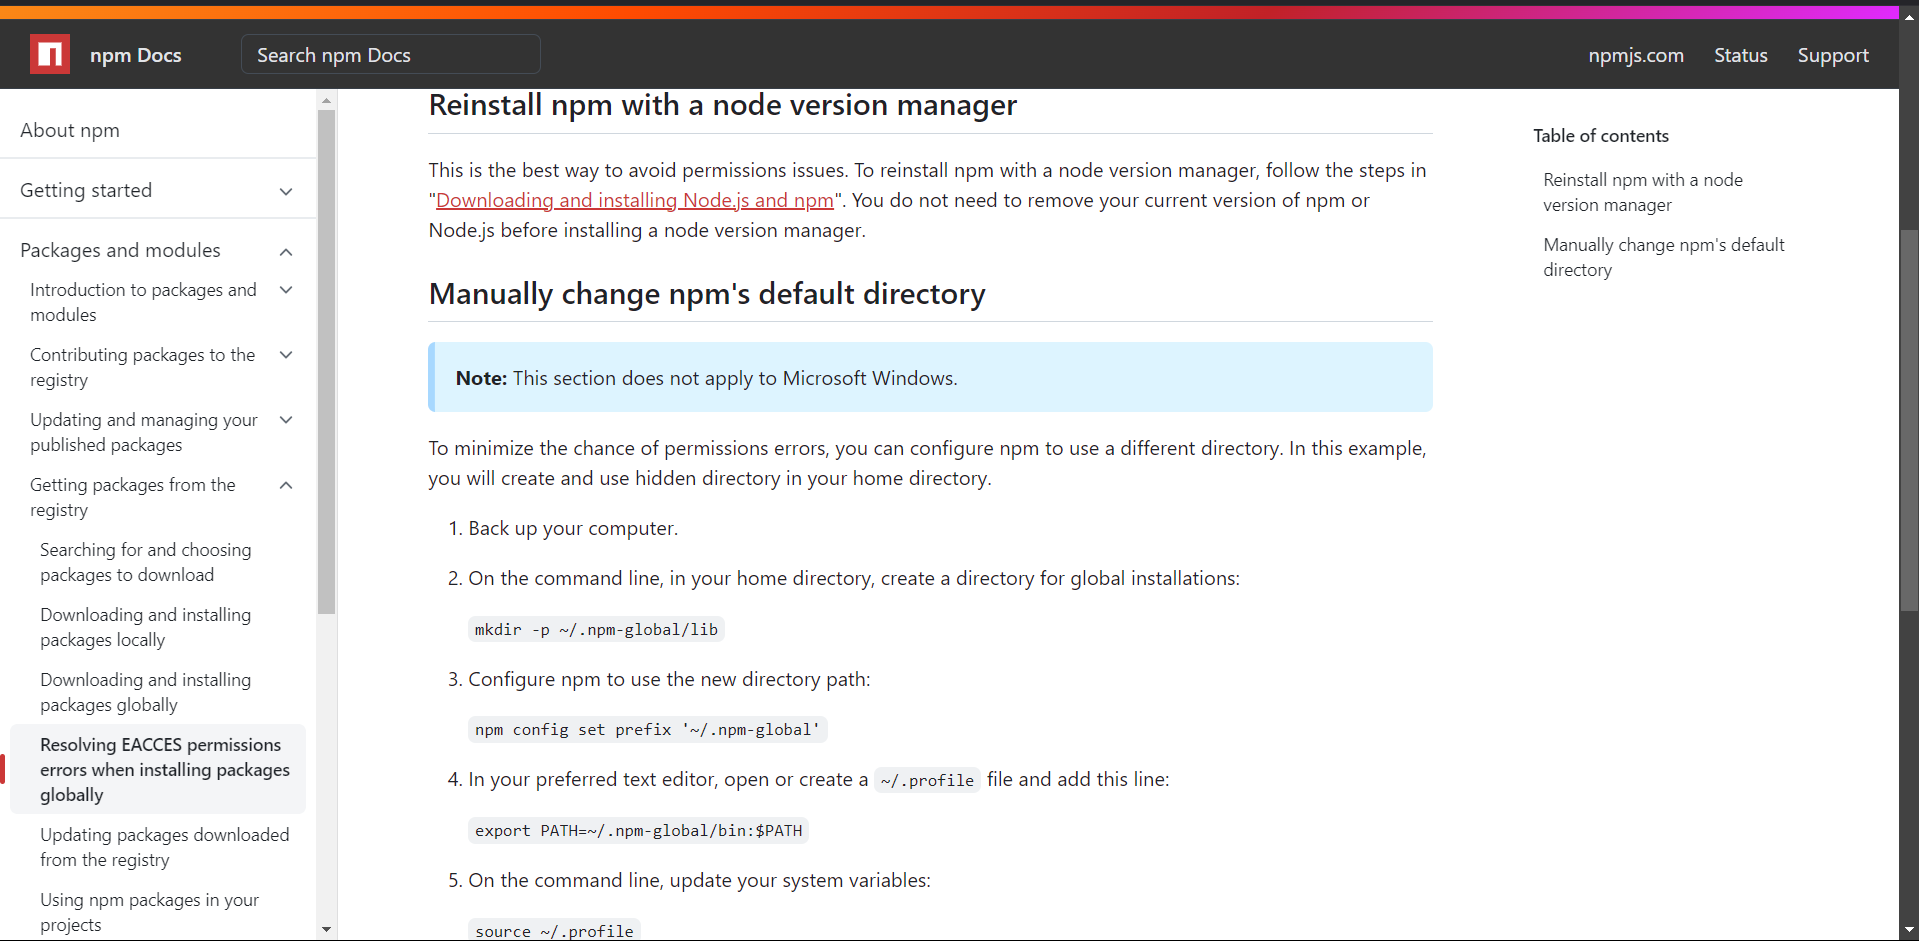 npm Docs
Search npm Docs
npmjs.com
Status
Support
About npm
Getting started
Packages and modules
Introduction to packages and
modules
Contributing packages to the
registry
Updating and managing your
published packages
Getting packages from the
registry
Searching for and choosing
packages to download
Downloading and installing
packages locally
Downloading and installing
packages globally
Resolving EACCES permissions
errors when installing packages
globally
Updating packages downloaded
from the registry
Using npm packages in your
projects
Reinstall npm with a node version manager
This is the best way to avoid permissions issues. To reinstall npm with a node version manager, follow the steps in
"Downloading and installing Node.js and npm". You do not need to remove your current version of npm or
Node.js before installing a node version manager.
Manually change npm's default directory
Note: This section does not apply to Microsoft Windows.
To minimize the chance of permissions errors, you can configure npm to use a different directory. In this example,
you will create and use hidden directory in your home directory.
1. Back up your computer.
2. On the command line, in your home directory, create a directory for global installations:
mkdir -p ~/.npm-global/lib
3. Configure npm to use the new directory path:
npm config set prefix '~/.npm-global'
4. In your preferred text editor, open or create a ~/.profile file and add this line:
export PATH=~/.npm-global/bin:$PATH
5. On the command line, update your system variables:
source ~/.profile
Table of contents
Reinstall npm with a node
version manager
Manually change npm's default
directory